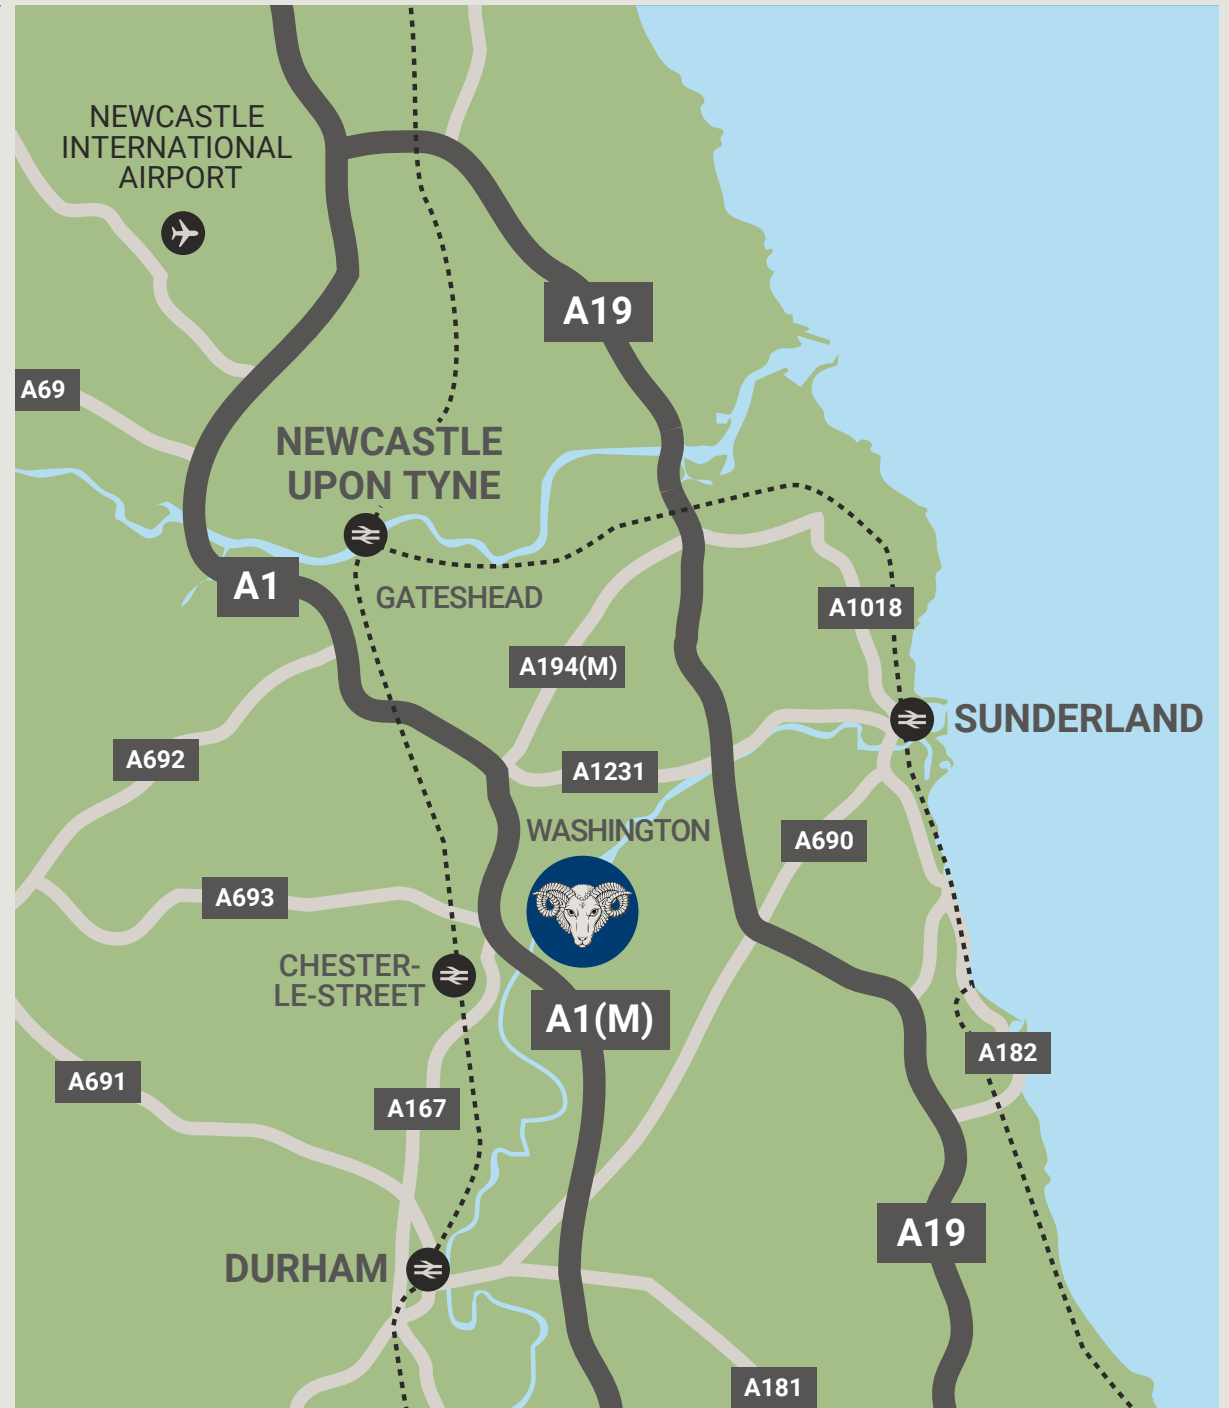 NEWCASTLE
INTERNATIONAL
AIRPORT
A19
A69
NEWCASTLE
UPON TYNE
A1
GATESHEAD
A1018
A194(M)
SUNDERLAND
A692
A1231
WASHINGTON
A690
A693
CHESTER-
LE-STREET
A1(M)
A182
A691
A167
A19
DURHAM
A181